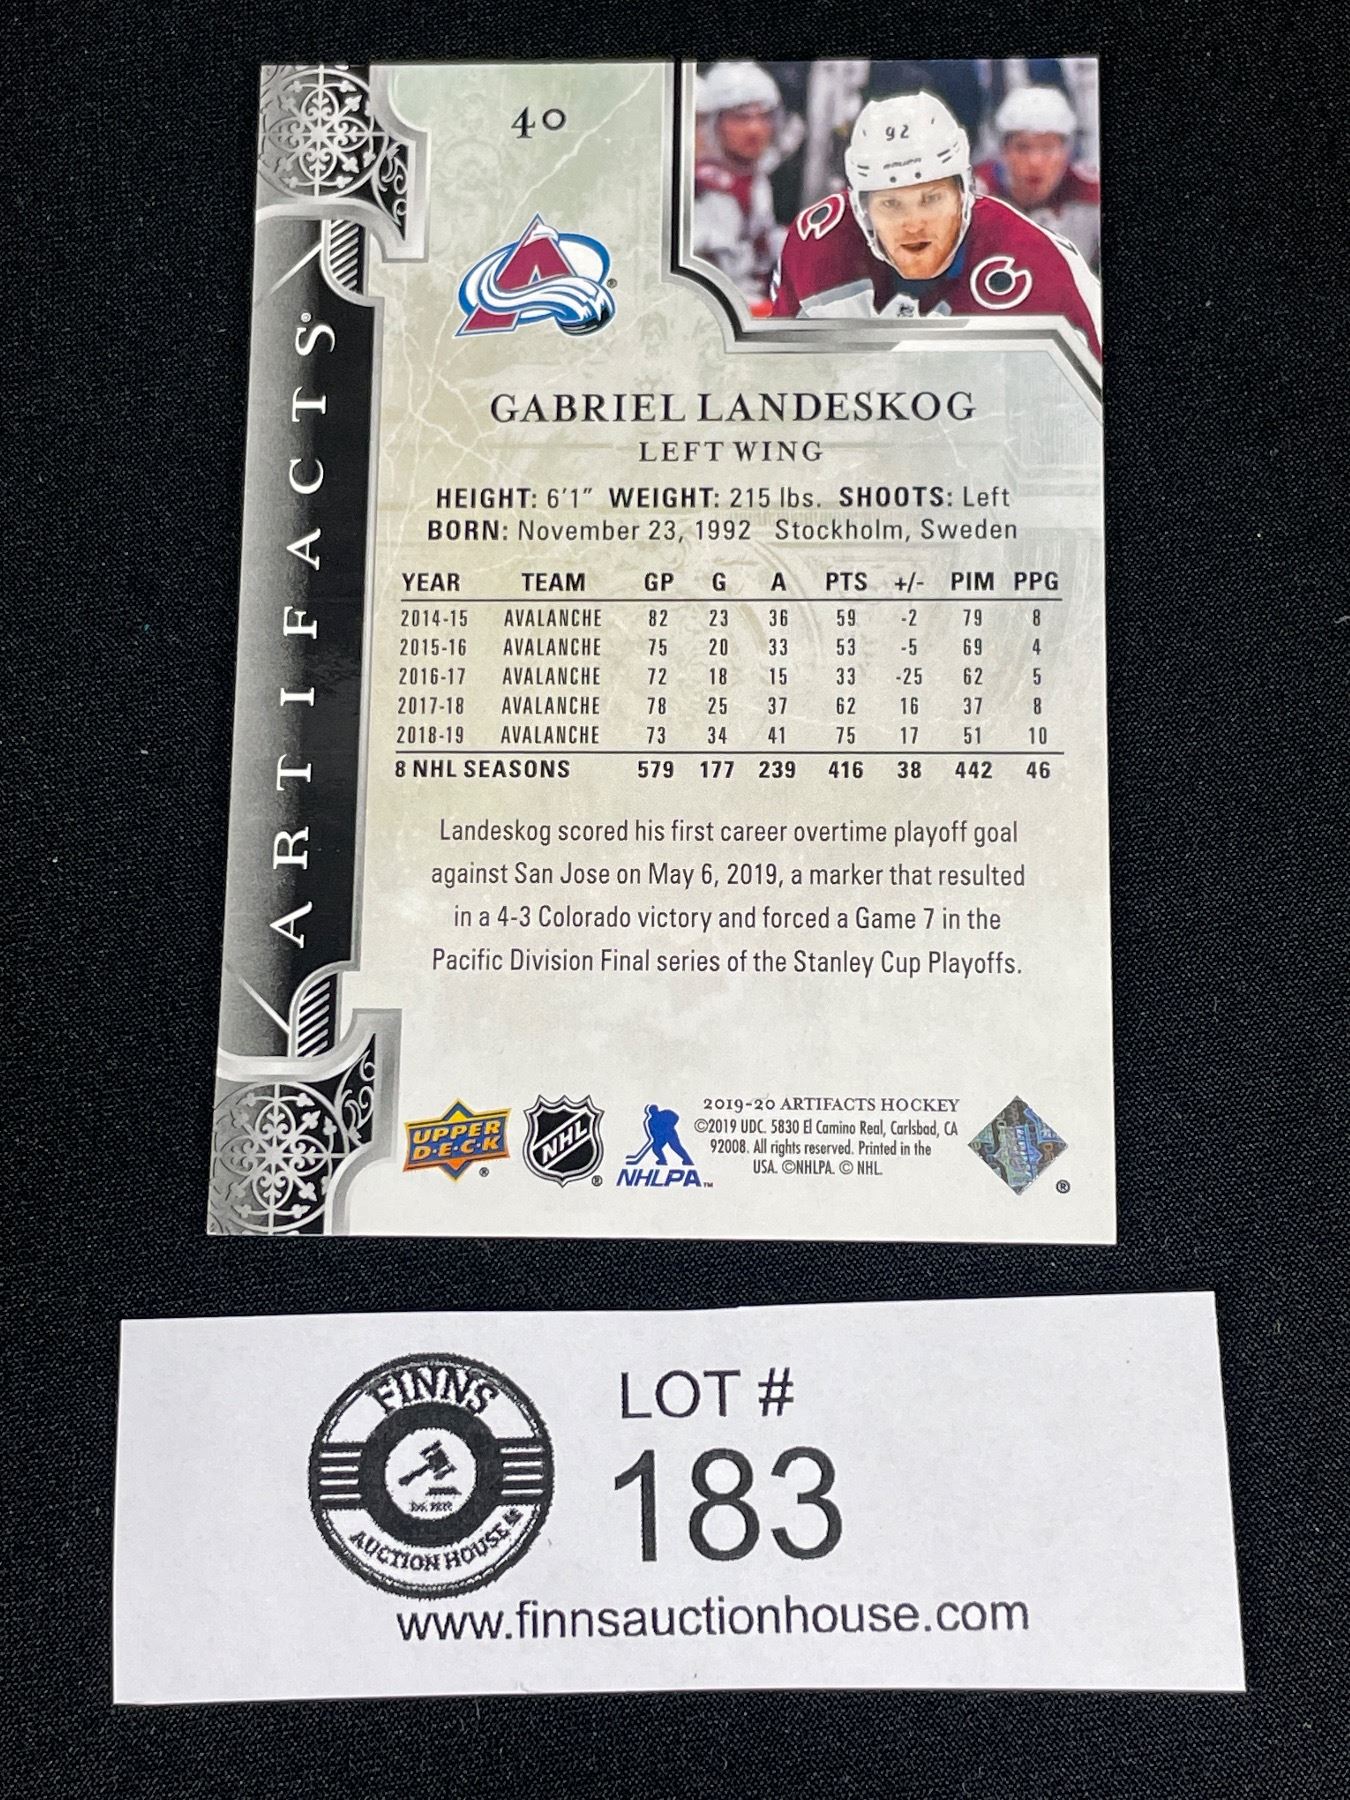 40
92
BAUER
ARTIFACTS®
GABRIEL LANDESKOG
LEFT WING
HEIGHT: 6'1" WEIGHT: 215 lbs. SHOOTS: Left
BORN: November 23, 1992 Stockholm, Sweden
YEAR TEAM GP G A PTS +/- PIM PPG
2014-15 AVALANCHE 82 23 36 59 -2 79 8
2015-16 AVALANCHE 75 20 33 53 -5 69 4
2016-17 AVALANCHE 72 18 15 33 -25 62 5
2017-18 AVALANCHE 78 25 37 62 16 37 8
2018-19 AVALANCHE 73 34 41 75 17 51 10
8 NHL SEASONS 579 177 239 416 38 442 46
Landeskog scored his first career overtime playoff goal
against San Jose on May 6, 2019, a marker that resulted
in a 4-3 Colorado victory and forced a Game 7 in the
Pacific Division Final series of the Stanley Cup Playoffs.
UPPER
D·E·C·K®
NHL®
NHLPA™
2019-20 ARTIFACTS HOCKEY
©2019 UDC. 5830 El Camino Real, Carlsbad, CA
92008. All rights reserved. Printed in the
USA. ©NHLPA. © NHL.
®
FINNS
AUCTION HOUSE
LOT #
183
www.finnsauctionhouse.com